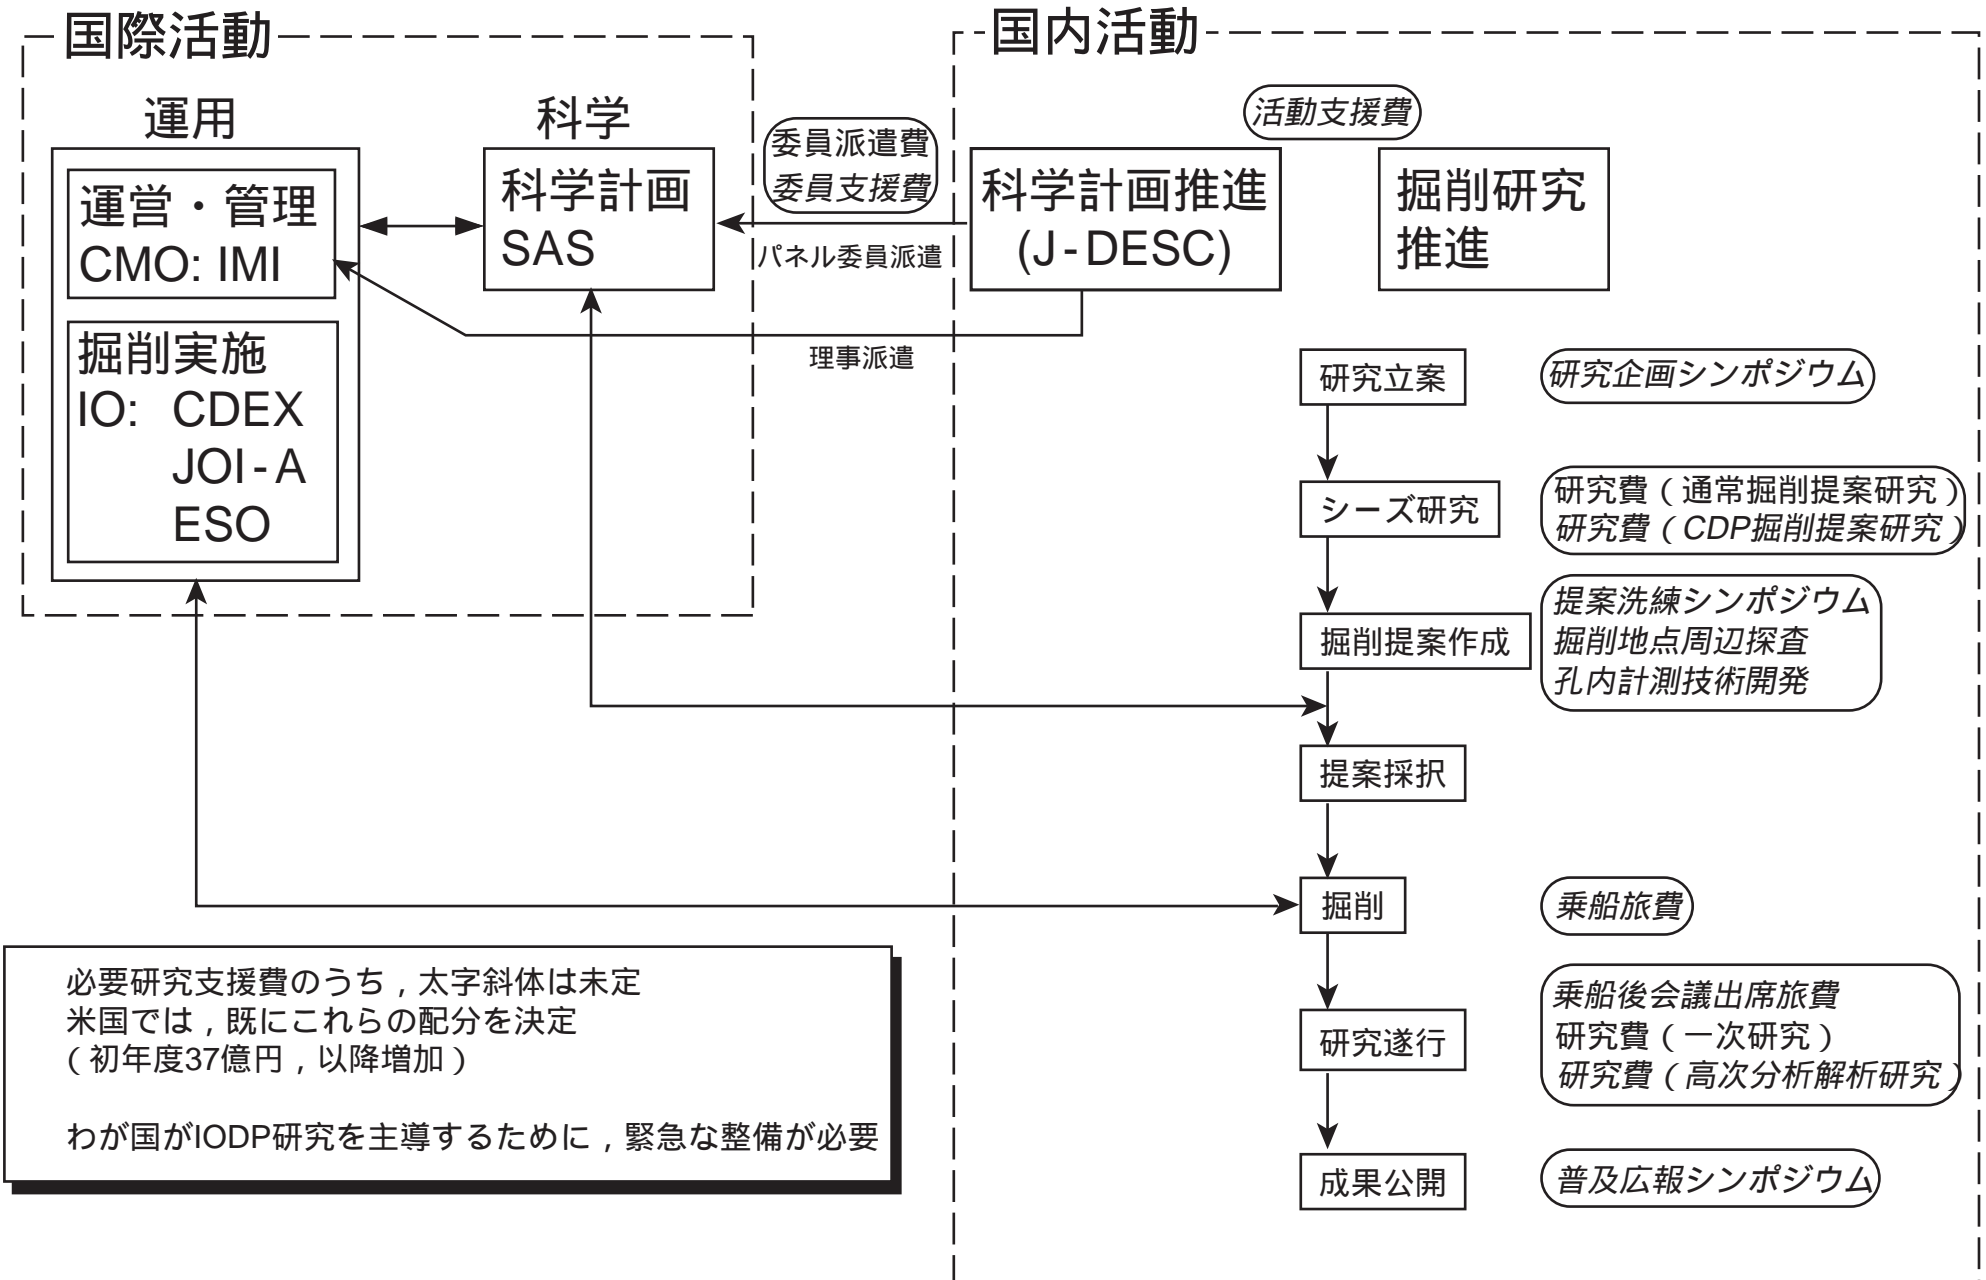 国際活動
運用
科学
運営・管理
CMO: IMI
掘削実施
IO: CDEX
JOI-A
ESO
科学計画
SAS
委員派遣費
委員支援費
パネル委員派遣
理事派遣
国内活動
活動支援費
科学計画推進
(J-DESC)
掘削研究
推進
研究立案
研究企画シンポジウム
シーズ研究
研究費（通常掘削提案研究）
研究費（CDP掘削提案研究）
掘削提案作成
提案洗練シンポジウム
掘削地点周辺探査
孔内計測技術開発
提案採択
掘削
乗船旅費
研究遂行
乗船後会議出席旅費
研究費（一次研究）
研究費（高次分析解析研究）
成果公開
普及広報シンポジウム
必要研究支援費のうち，太字斜体は未定
米国では，既にこれらの配分を決定
（初年度37億円，以降増加）
わが国がIODP研究を主導するために，緊急な整備が必要